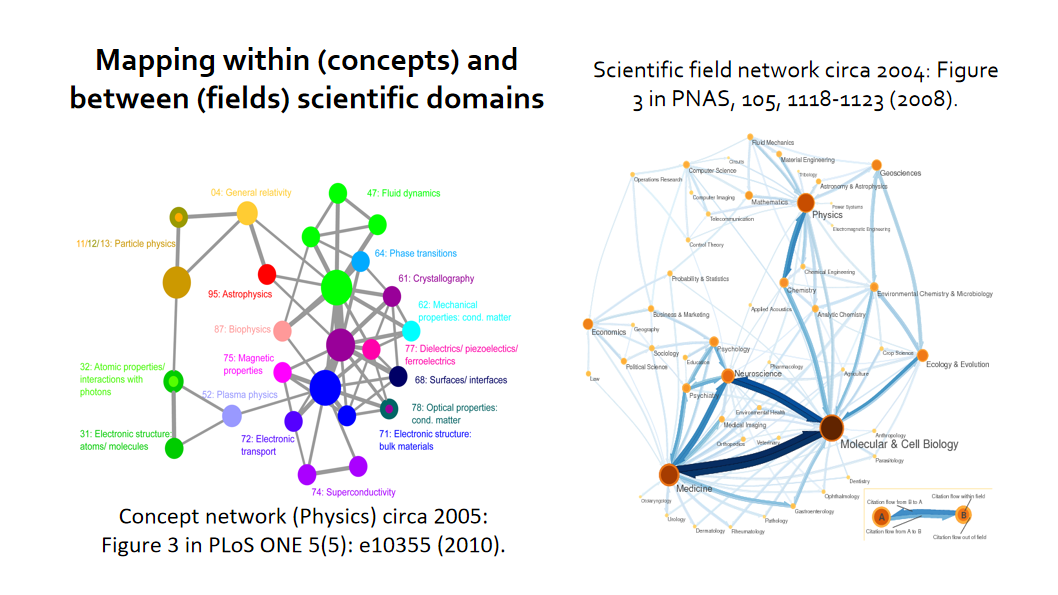 Mapping within (concepts) and
between (fields) scientific domains
04: General relativity
47: Fluid dynamics
11/12/13: Particle physics
64: Phase transitions
61: Crystallography
95: Astrophysics
62: Mechanical
properties: cond. matter
87: Biophysics
77: Dielectrics/ piezoelectics/
ferroelectrics
75: Magnetic
properties
32: Atomic properties/
interactions with
photons
68: Surfaces/ interfaces
52: Plasma physics
78: Optical properties:
cond. matter
31: Electronic structure:
atoms/ molecules
72: Electronic
transport
71: Electronic structure:
bulk materials
74: Superconductivity
Concept network (Physics) circa 2005:
Figure 3 in PLoS ONE 5(5): e10355 (2010).
Scientific field network circa 2004: Figure
3 in PNAS, 105, 1118-1123 (2008).
Fluid Mechanics
Material Engineering
Circuits
Computer Science
Geosciences
Operations Research
Tribology
Astronomy & Astrophysics
Computer Imaging
Mathematics
Power Systems
Physics
Telecommunication
Electromagnetic Engineering
Control Theory
Chemical Engineering
Probability & Statistics
Chemistry
Environmental Chemistry & Microbiology
Applied Acoustics
Analytic Chemistry
Business & Marketing
Economics
Geography
Psychology
Sociology
Crop Science
Education
Ecology & Evolution
Political Science
Pharmacology
Neuroscience
Agriculture
Law
Psychiatry
Environmental Health
Medical Imaging
Molecular & Cell Biology
Anthropology
Orthopedics
Veterinary
Parasitology
Medicine
Dentistry
Ophthalmology
Otolaryngology
Gastroenterology
Urology
Pathology
Dermatology
Rheumatology
Citation flow from B to A
Citation flow within field
A
B
Citation flow from A to B
Citation flow out of field